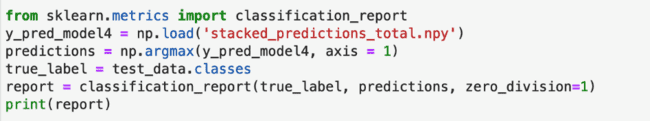 from sklearn.metrics import classification_report
y_pred_model4 = np.load('stacked_predictions_total.npy')
predictions = np.argmax(y_pred_model4, axis = 1)
true_label = test_data.classes
report = classification_report(true_label, predictions, zero_division=1)
print(report)